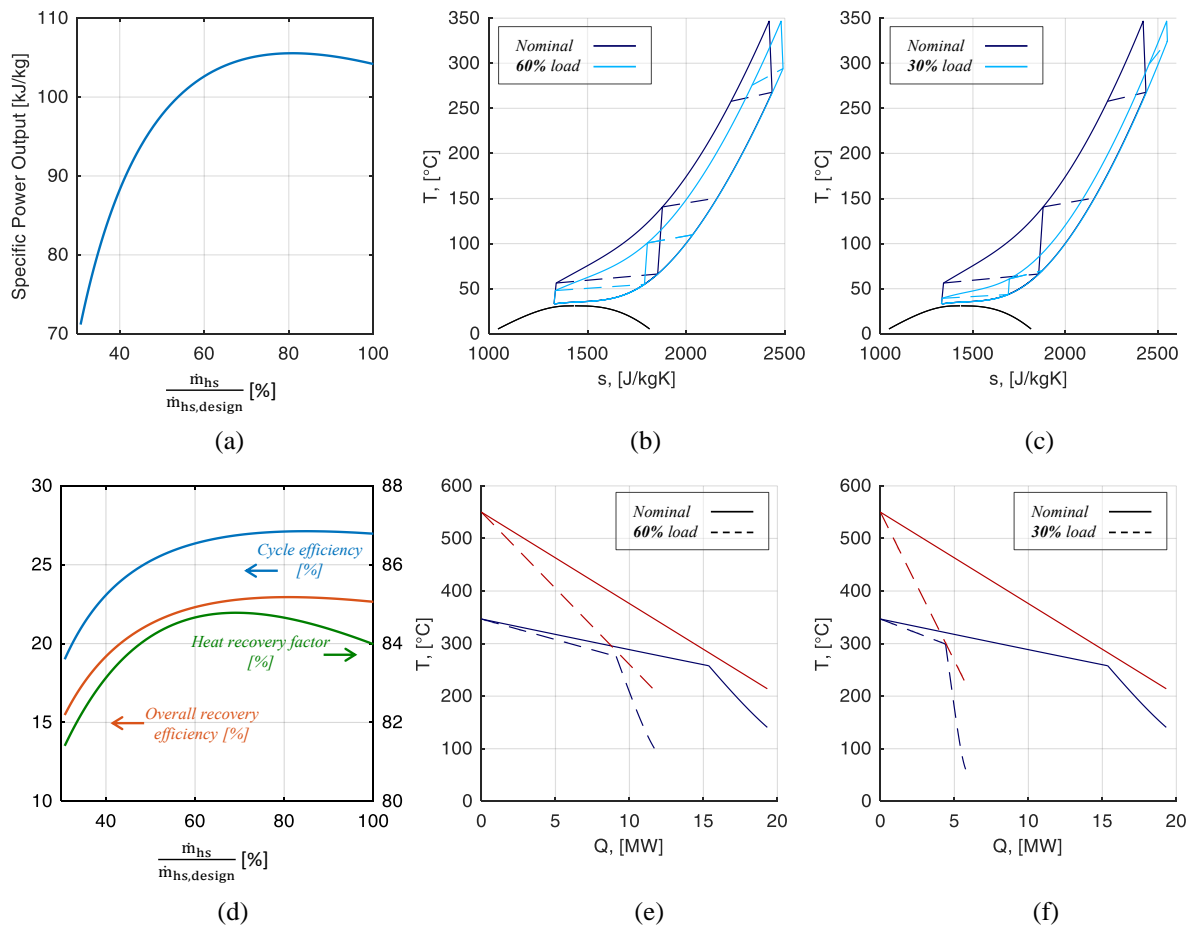 Specific Power Output [kJ/kg]
110
100
90
80
70
40
60
80
100
ṁhs
ṁhs,design
[%]
(a)
T, [°C]
350
300
250
200
150
100
50
0
1000
1500
2000
2500
s, [J/kgK]
Nominal
60% load
(b)
T, [°C]
350
300
250
200
150
100
50
0
1000
1500
2000
2500
s, [J/kgK]
Nominal
30% load
(c)
30
25
20
15
10
88
86
84
82
80
Cycle efficiency
[%]
Heat recovery factor
[%]
Overall recovery
efficiency [%]
40
60
80
100
ṁhs
ṁhs,design
[%]
(d)
T, [°C]
600
500
400
300
200
100
0
0
5
10
15
20
Q, [MW]
Nominal
60% load
(e)
T, [°C]
600
500
400
300
200
100
0
0
5
10
15
20
Q, [MW]
Nominal
30% load
(f)